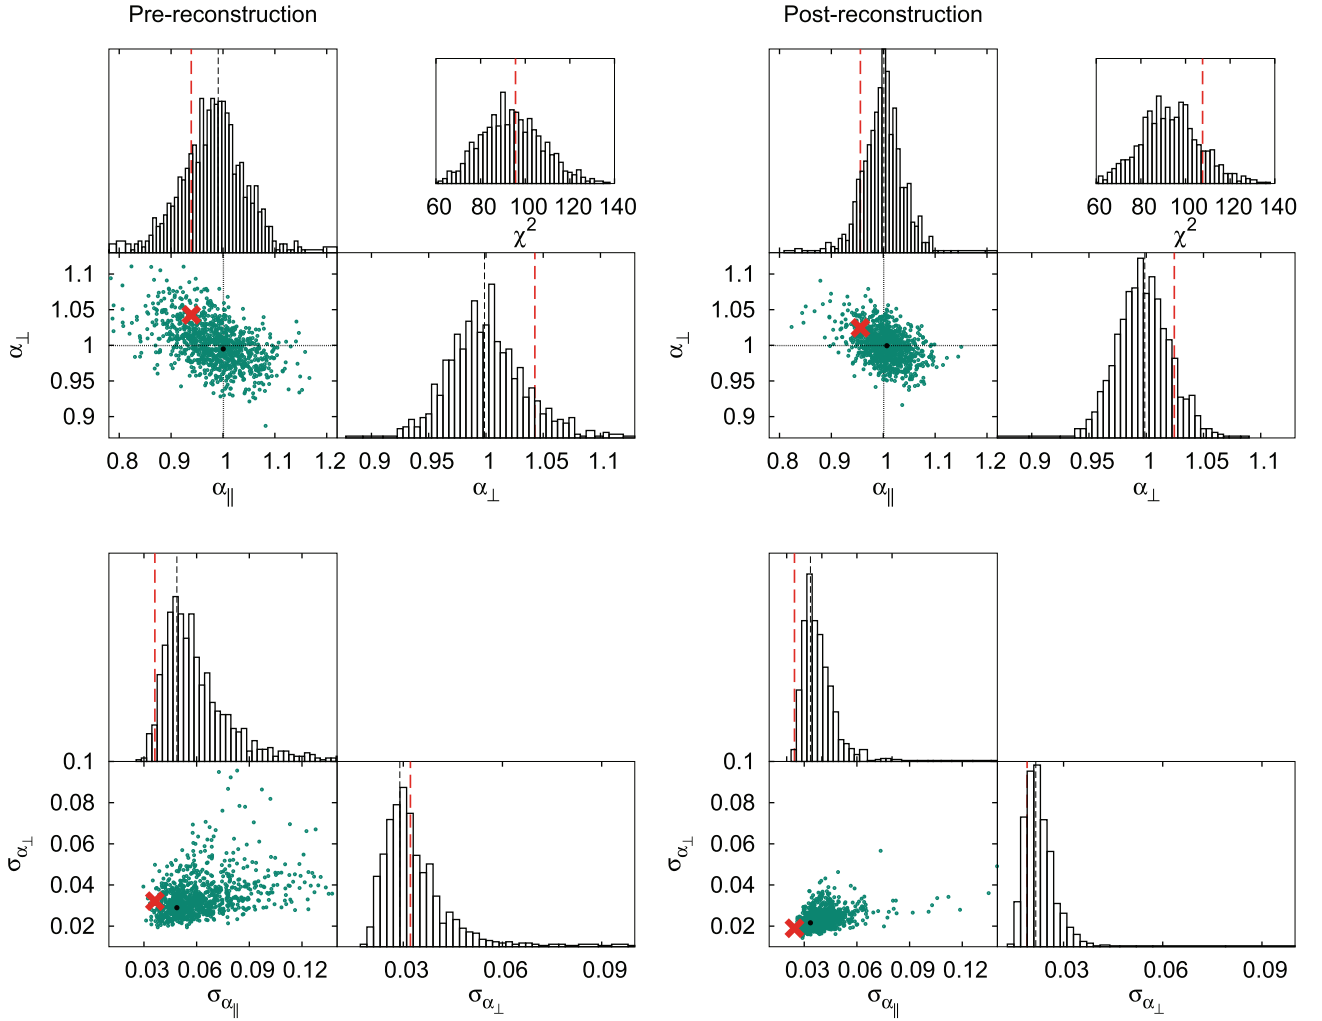 Pre-reconstruction Post-reconstruction
60 80 100 120 140 60 80 100 120 140
χ² χ²
1.1 1.1
1.05 1.05
α⊥ 1 α⊥ 1
0.95 0.95
0.9 0.9
0.8 0.9 1 1.1 1.2 0.9 0.95 1 1.05 1.1 0.8 0.9 1 1.1 1.2 0.9 0.95 1 1.05 1.1
α∥ α⊥ α∥ α⊥
0.1 0.1
0.08 0.08
0.06 0.06
σα⊥ σα⊥
0.04 0.04
0.02 0.02
0.03 0.06 0.09 0.12 0.03 0.06 0.09 0.03 0.06 0.09 0.12 0.03 0.06 0.09
σα∥ σα⊥ σα∥ σα⊥